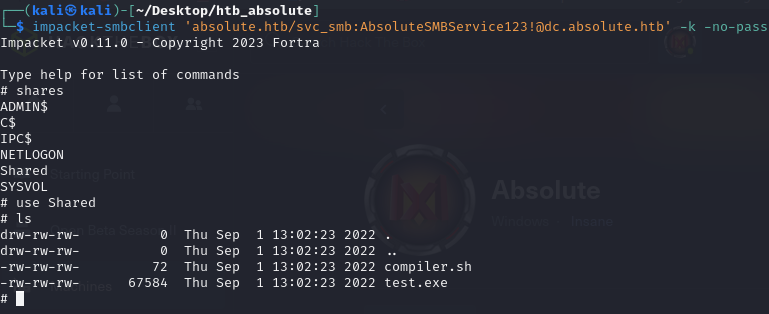 (kali㉿kali)-[~/Desktop/htb_absolute]
$ impacket-smbclient 'absolute.htb/svc_smb:AbsoluteSMBService123!@dc.absolute.htb' -k -no-pass
Impacket v0.11.0 - Copyright 2023 Fortra
Type help for list of commands
# shares
ADMIN$
C$
IPC$
NETLOGON
Shared
SYSVOL
# use Shared
# ls
drw-rw-rw-          0  Thu Sep  1 13:02:23 2022 .
drw-rw-rw-          0  Thu Sep  1 13:02:23 2022 ..
-rw-rw-rw-         72  Thu Sep  1 13:02:23 2022 compiler.sh
-rw-rw-rw-      67584  Thu Sep  1 13:02:23 2022 test.exe
#
Starting Point
Absolute
Insane